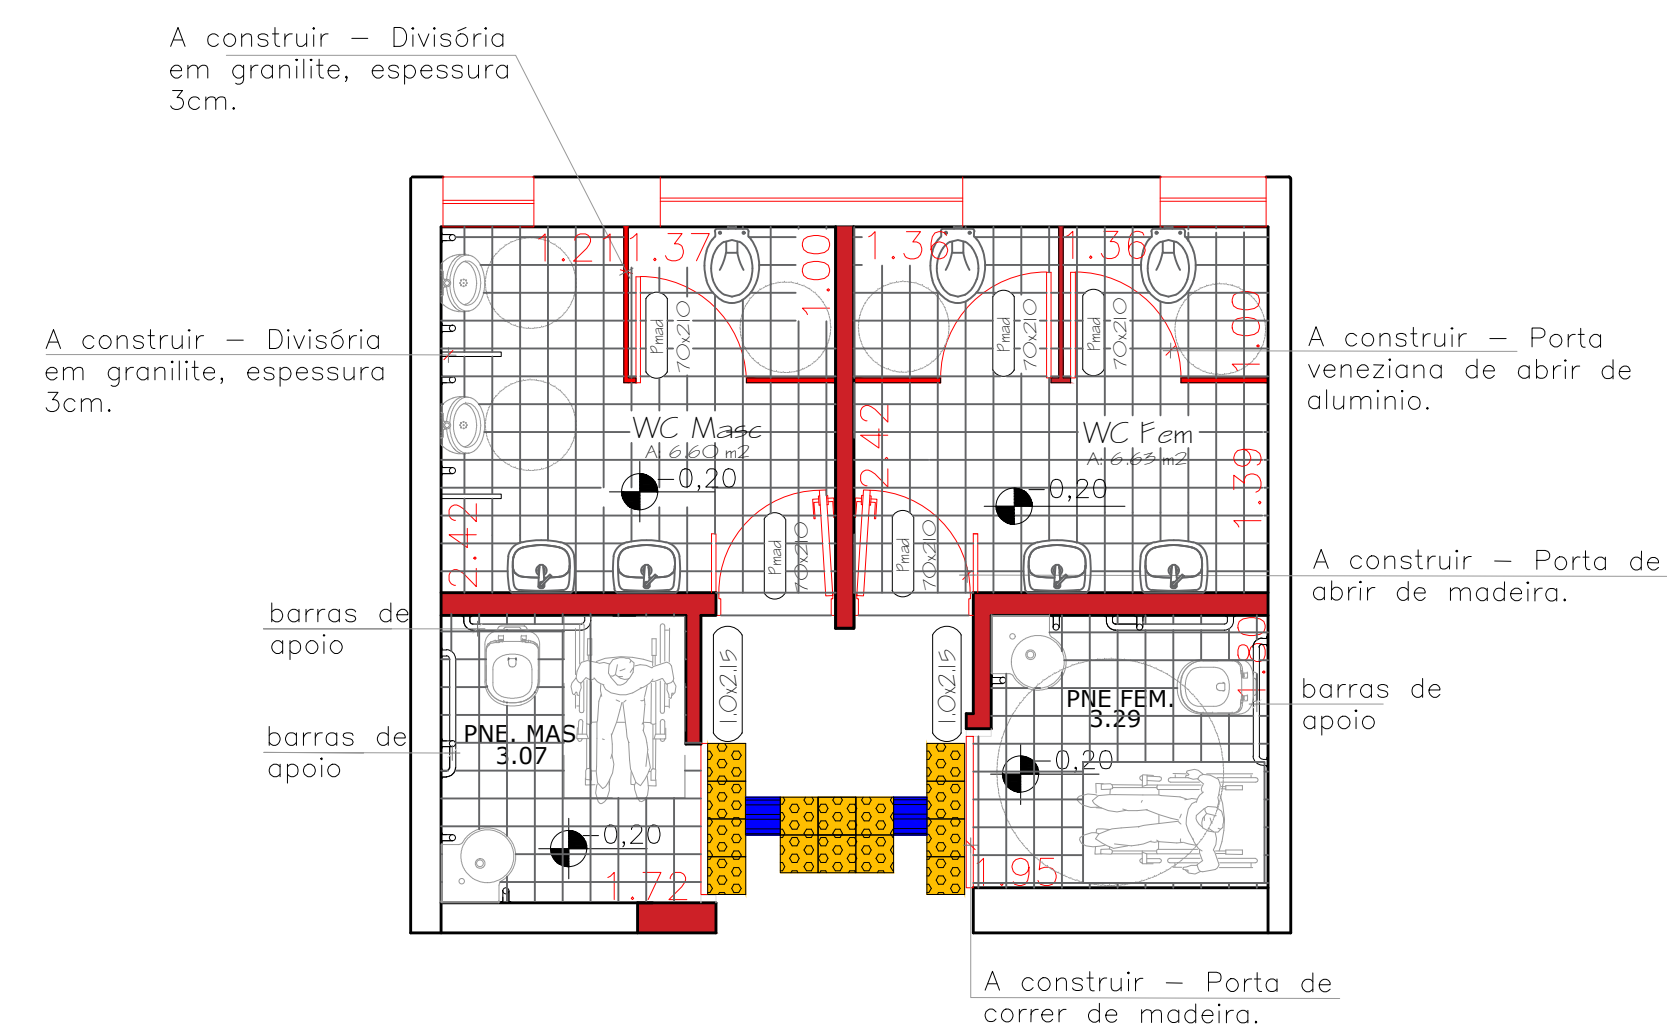 A construir – Divisória
em granilite, espessura
3cm.
1.21
1.37
1.00
1.36
1.36
1.00
Pmad
70x210
Pmad
70x210
Pmad
70x210
A construir – Divisória
em granilite, espessura
3cm.
A construir – Porta
veneziana de abrir de
aluminio.
WC Masc
A: 6.60 m2
-0,20
2.42
WC Fem
A: 6.63 m2
-0,20
1.39
2.42
Pmad
70x210
Pmad
70x210
A construir – Porta de
abrir de madeira.
barras de
apoio
1.0x2.15
1.0x2.15
1.80
PNE FEM.
3.29
barras de
apoio
PNE. MAS
3.07
barras de
apoio
-0,20
-0,20
1.72
1.95
A construir – Porta de
correr de madeira.